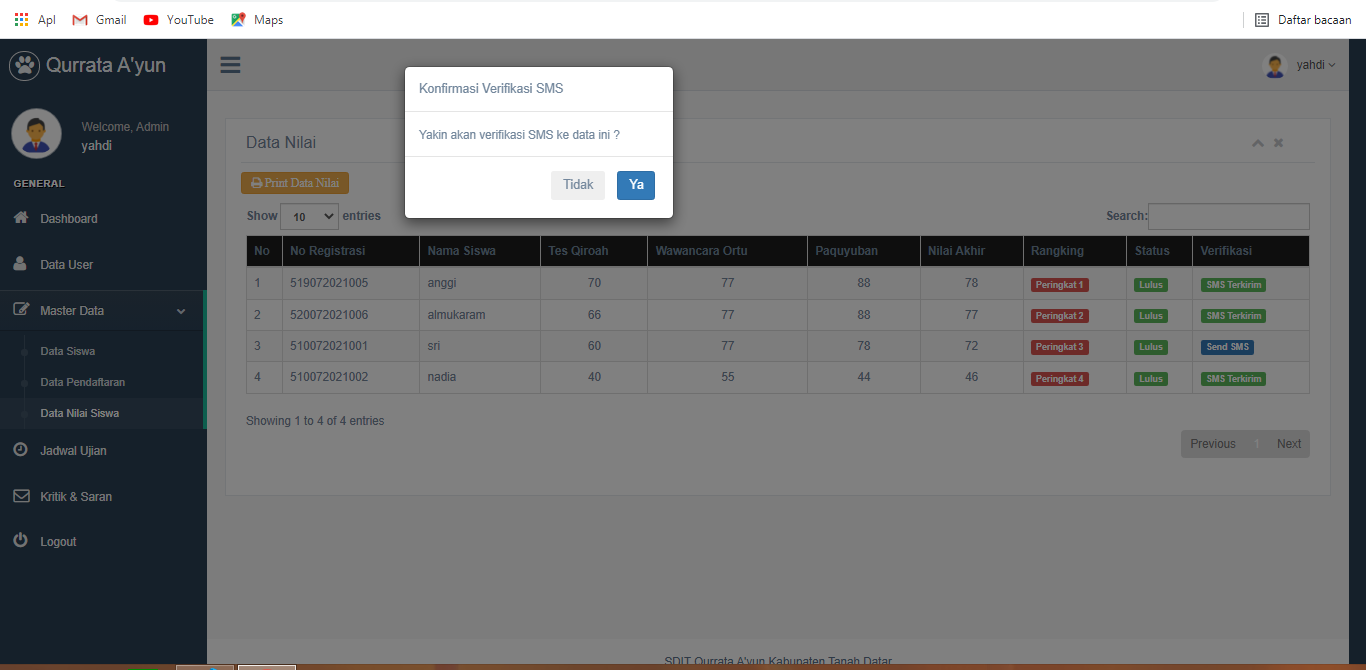 Apl Gmail YouTube Maps Daftar bacaan
Qurrata A'yun
yahdi
Welcome, Admin
yahdi
GENERAL
Dashboard
Data User
Master Data
Data Siswa
Data Pendaftaran
Data Nilai Siswa
Jadwal Ujian
Kritik & Saran
Logout
Konfirmasi Verifikasi SMS
Yakin akan verifikasi SMS ke data ini ?
Tidak Ya
Data Nilai
Print Data Nilai
Show 10 entries Search:
No No Registrasi Nama Siswa Tes Qiroah Wawancara Ortu Paquyuban Nilai Akhir Rangking Status Verifikasi
1 519072021005 anggi 70 77 88 78 Peringkat 1 Lulus SMS Terkirim
2 520072021006 almukaram 66 77 88 77 Peringkat 2 Lulus SMS Terkirim
3 510072021001 sri 60 77 78 72 Peringkat 3 Lulus Send SMS
4 510072021002 nadia 40 55 44 46 Peringkat 4 Lulus SMS Terkirim
Showing 1 to 4 of 4 entries
Previous 1 Next
SDIT Qurrata A'yun Kabupaten Tanah Datar